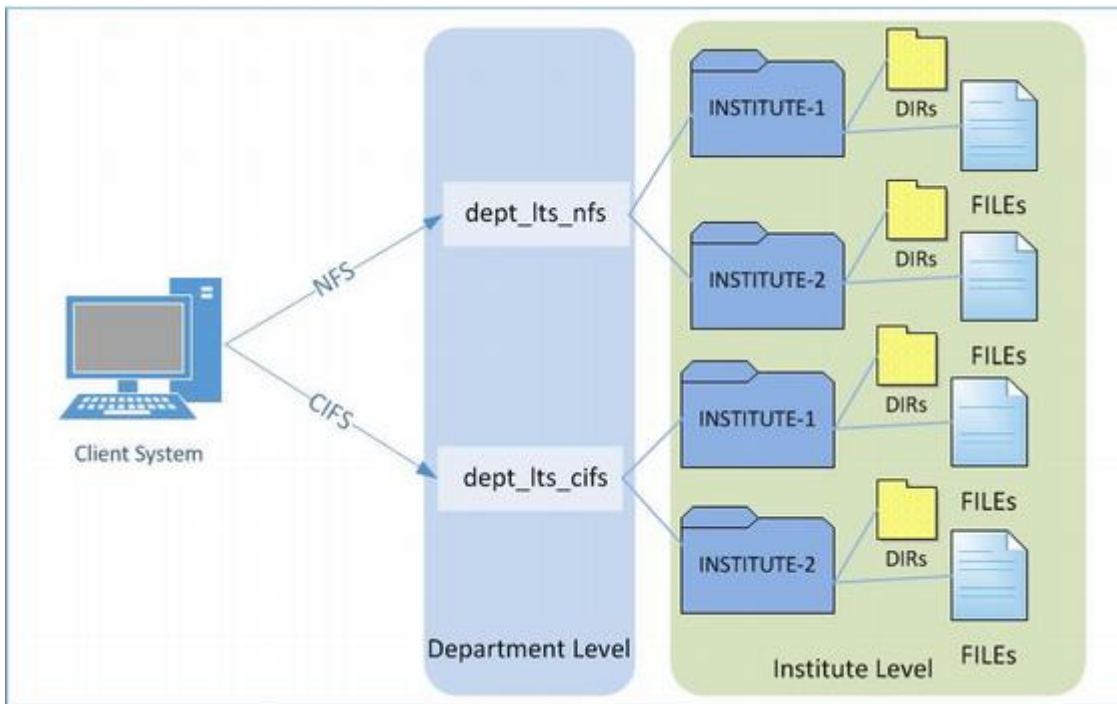 INSTITUTE-1
DIRs
FILEs
dept_lts_nfs
INSTITUTE-2
DIRs
FILEs
NFS
Client System
CIFS
INSTITUTE-1
DIRs
FILEs
dept_lts_cifs
INSTITUTE-2
DIRs
FILEs
Department Level
Institute Level